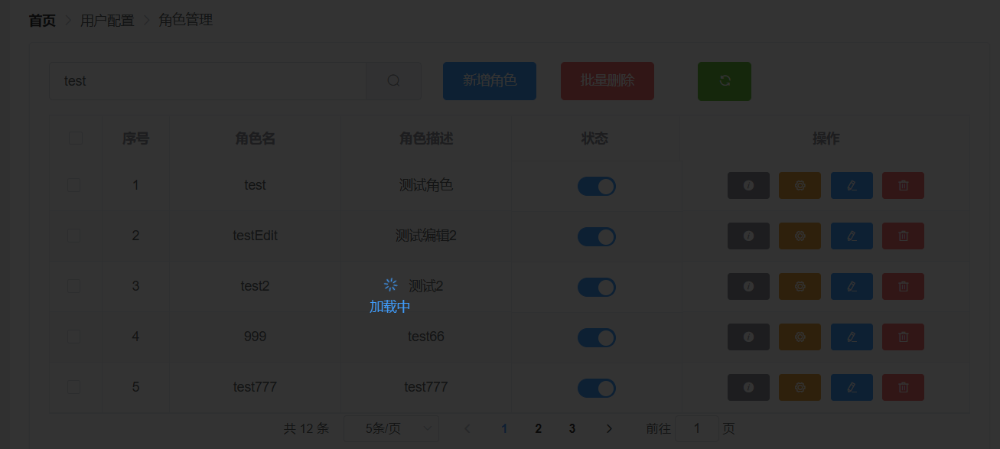 首页 用户配置 角色管理
test 新增角色 批量删除
序号 角色名 角色描述 状态 操作
1 test 测试角色
2 testEdit 测试编辑2
3 test2 测试2
加载中
4 999 test66
5 test777 test777
共 12 条 5条/页 1 2 3 前往 1 页